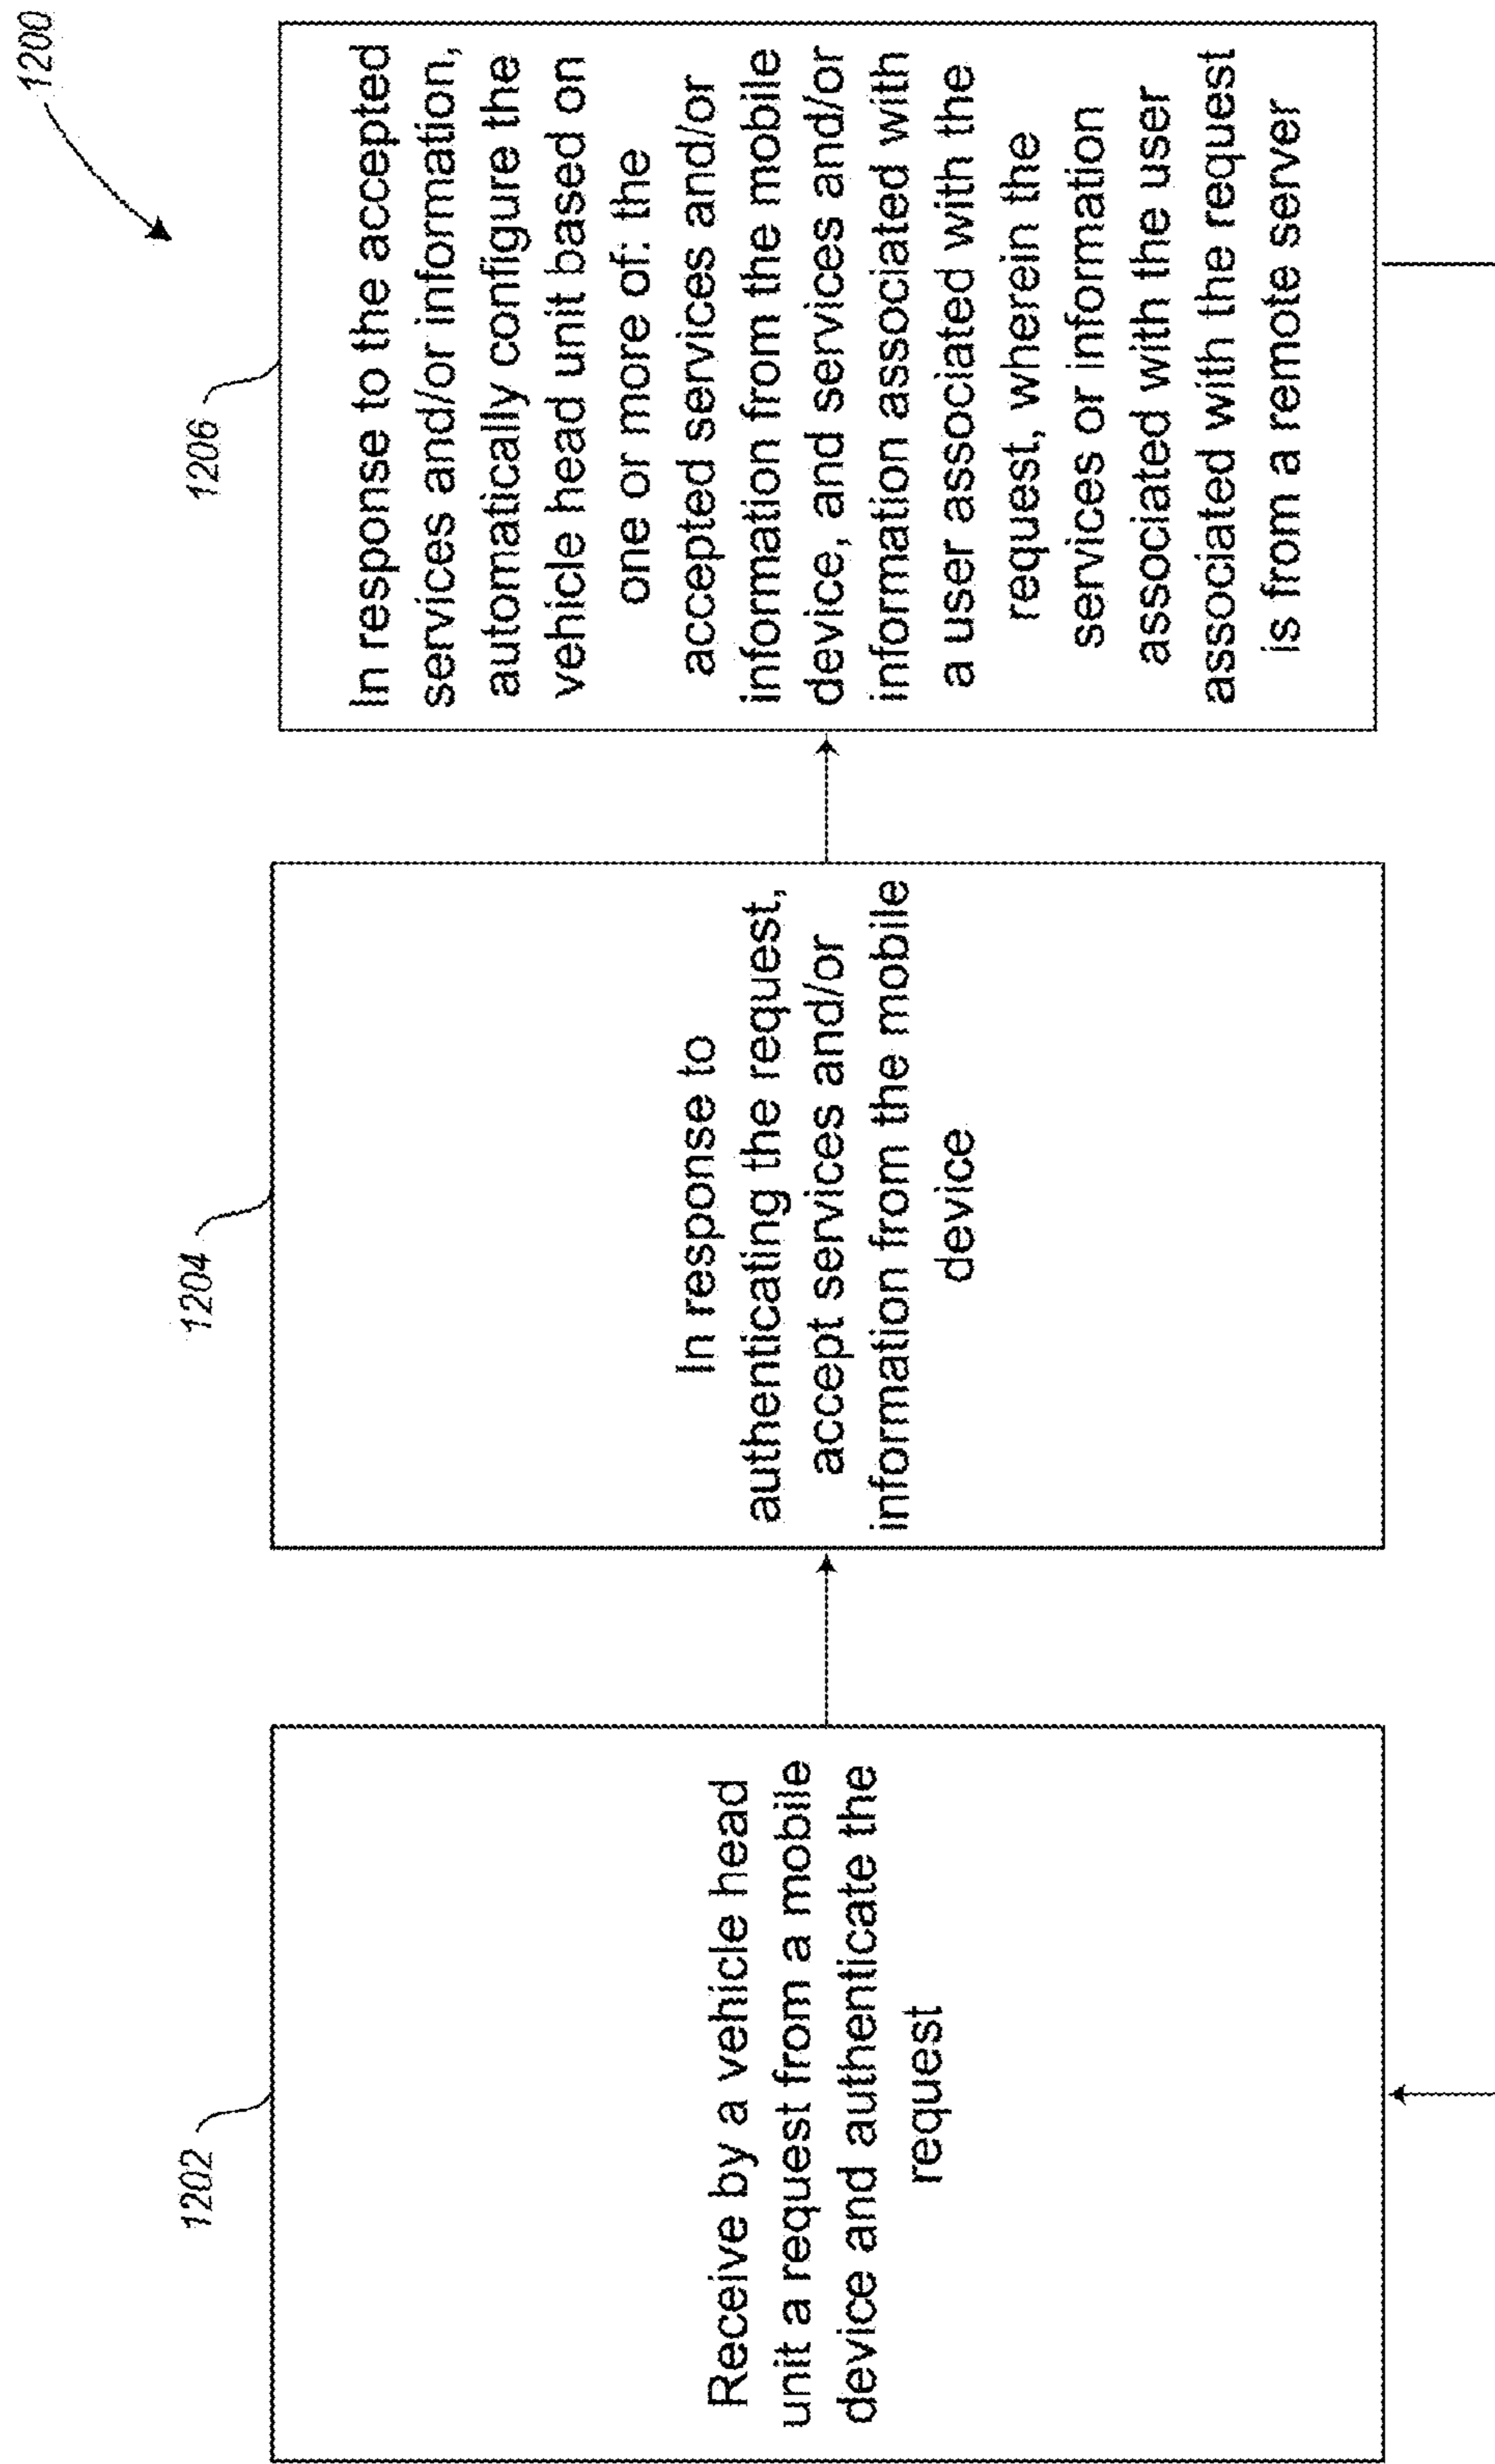 1200
1202
Receive by a vehicle head
unit a request from a mobile
device and authenticate the
request
1204
In response to
authenticating the request,
accept services and/or
information from the mobile
device
1206
In response to the accepted
services and/or information,
automatically configure the
vehicle head unit based on
one or more of: the
accepted services and/or
information from the mobile
device, and services and/or
information associated with
a user associated with the
request, wherein the
services or information
associated with the user
associated with the request
is from a remote server